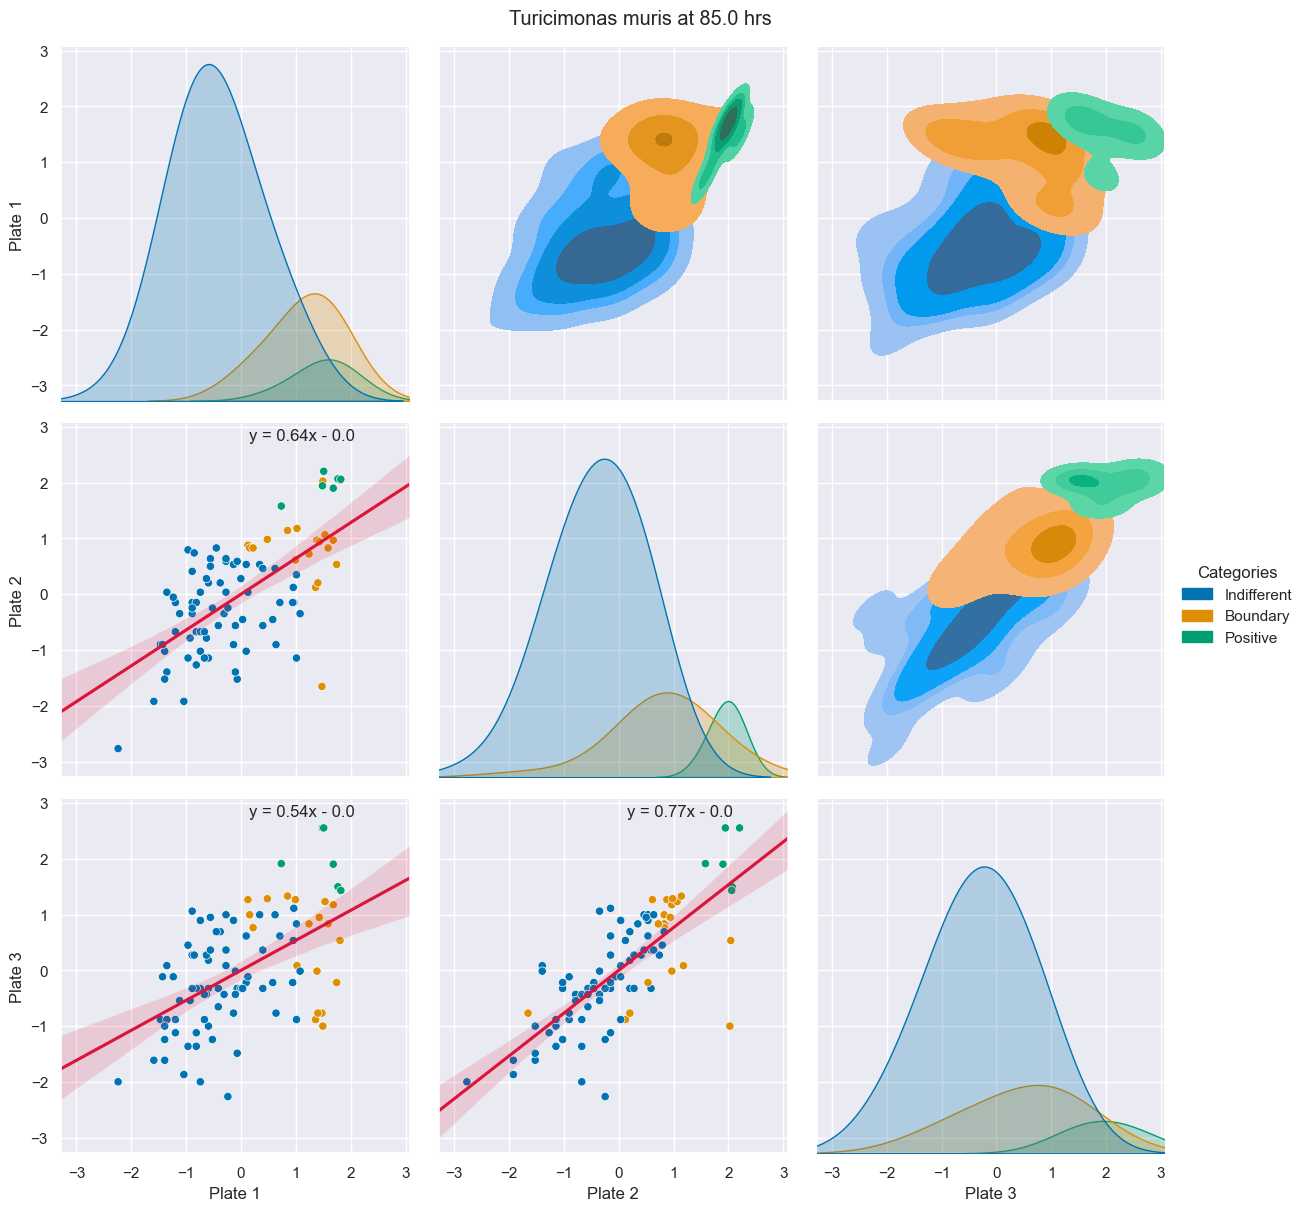 Turicimonas muris at 85.0 hrs
3
2
1
0
−1
−2
−3
Plate 1
y = 0.64x - 0.0
3
2
1
0
−1
−2
−3
Plate 2
Categories
Indifferent
Boundary
Positive
y = 0.54x - 0.0
y = 0.77x - 0.0
3
2
1
0
−1
−2
−3
Plate 3
−3 −2 −1 0 1 2 3
−3 −2 −1 0 1 2 3
−3 −2 −1 0 1 2 3
Plate 1
Plate 2
Plate 3